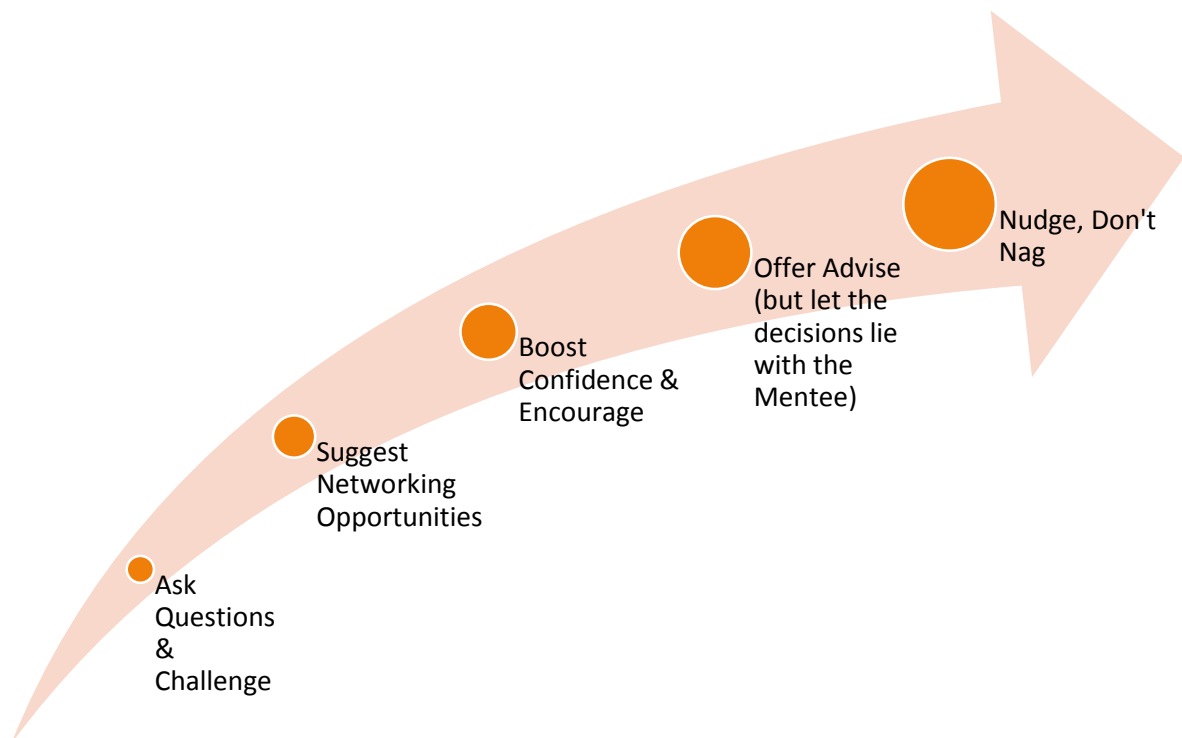 Ask
Questions
&
Challenge
Suggest
Networking
Opportunities
Boost
Confidence &
Encourage
Offer Advise
(but let the
decisions lie
with the
Mentee)
Nudge, Don't
Nag